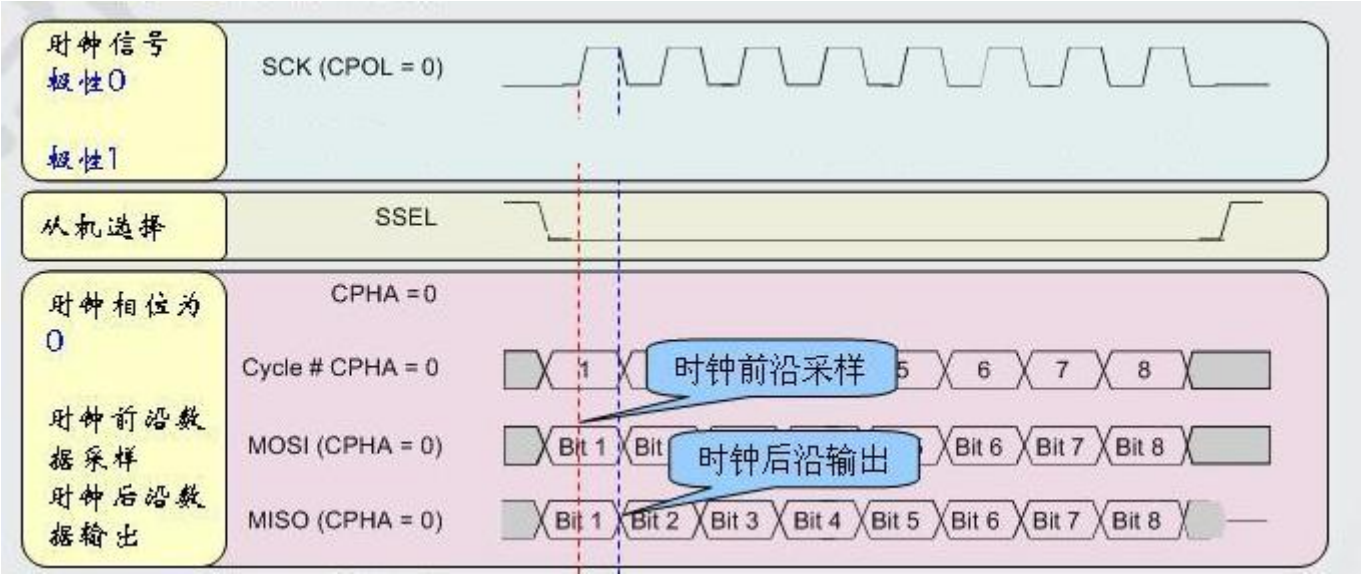 时钟信号
极性0
极性1
SCK (CPOL = 0)
从机选择
SSEL
时钟相位为
0
时钟前沿数
据采样
时钟后沿数
据输出
CPHA = 0
Cycle # CPHA = 0
1
5
6
7
8
时钟前沿采样
MOSI (CPHA = 0)
Bit 1
Bit
Bit 6
Bit 7
Bit 8
时钟后沿输出
MISO (CPHA = 0)
Bit 1
Bit 2
Bit 3
Bit 4
Bit 5
Bit 6
Bit 7
Bit 8